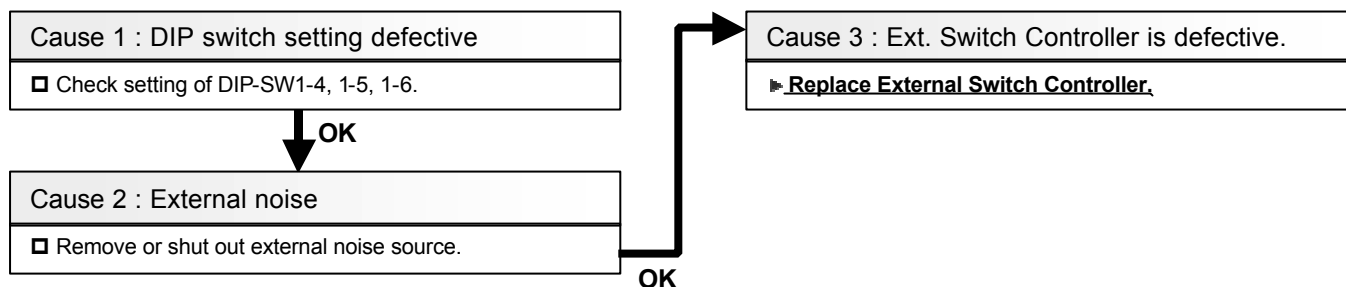 Cause 1 : DIP switch setting defective
Check setting of DIP-SW1-4, 1-5, 1-6.
OK
Cause 2 : External noise
Remove or shut out external noise source.
OK
Cause 3 : Ext. Switch Controller is defective.
Replace External Switch Controller.